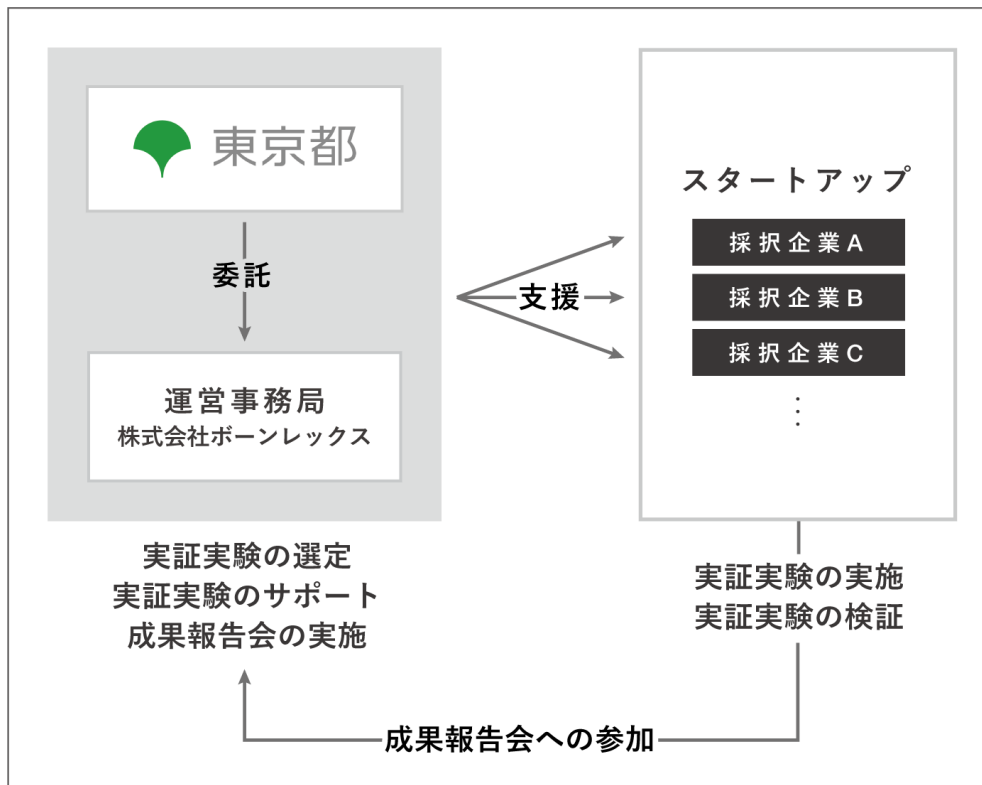 東京都
委託
運営事務局
株式会社ボーンレックス
実証実験の選定
実証実験のサポート
成果報告会の実施
支援
スタートアップ
採択企業A
採択企業B
採択企業C
⋮
実証実験の実施
実証実験の検証
成果報告会への参加